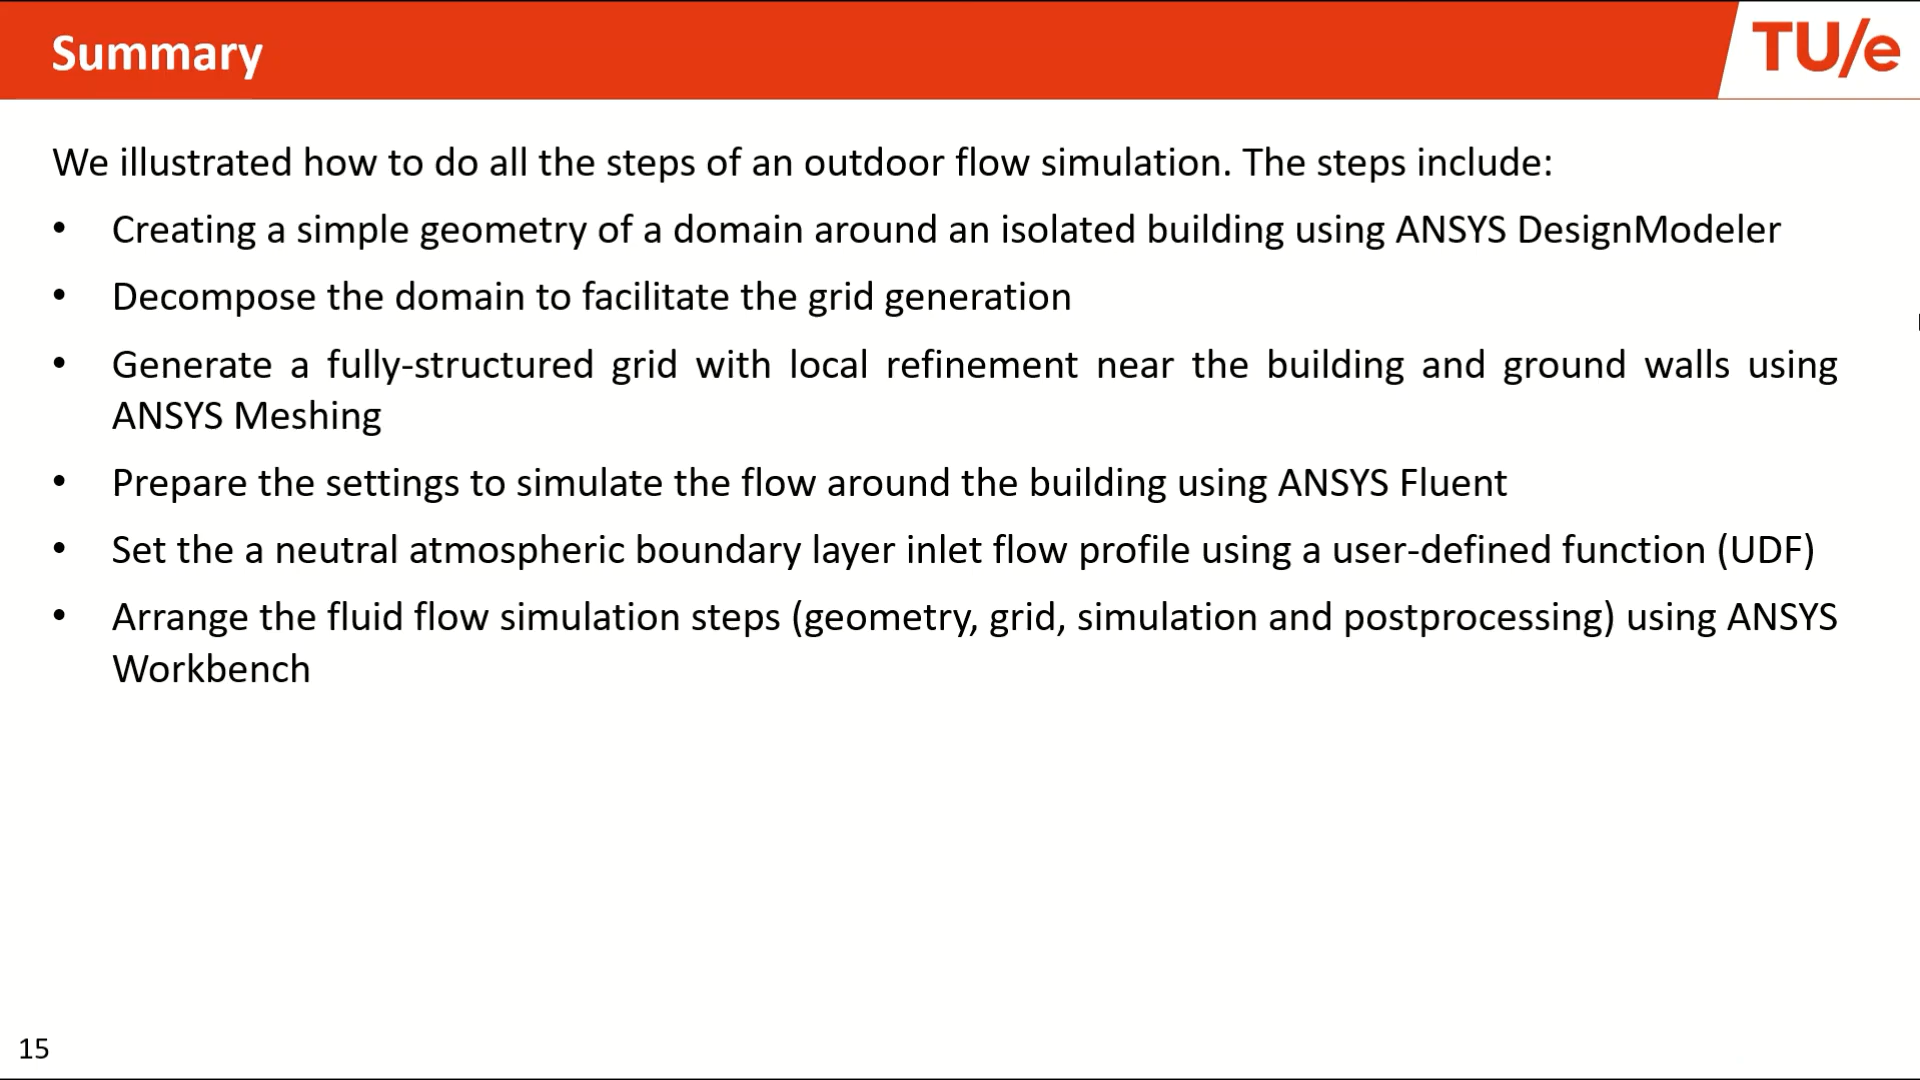 Summary
TU/e
We illustrated how to do all the steps of an outdoor flow simulation. The steps include:
• Creating a simple geometry of a domain around an isolated building using ANSYS DesignModeler
• Decompose the domain to facilitate the grid generation
• Generate a fully-structured grid with local refinement near the building and ground walls using
ANSYS Meshing
• Prepare the settings to simulate the flow around the building using ANSYS Fluent
• Set the a neutral atmospheric boundary layer inlet flow profile using a user-defined function (UDF)
• Arrange the fluid flow simulation steps (geometry, grid, simulation and postprocessing) using ANSYS
Workbench
15